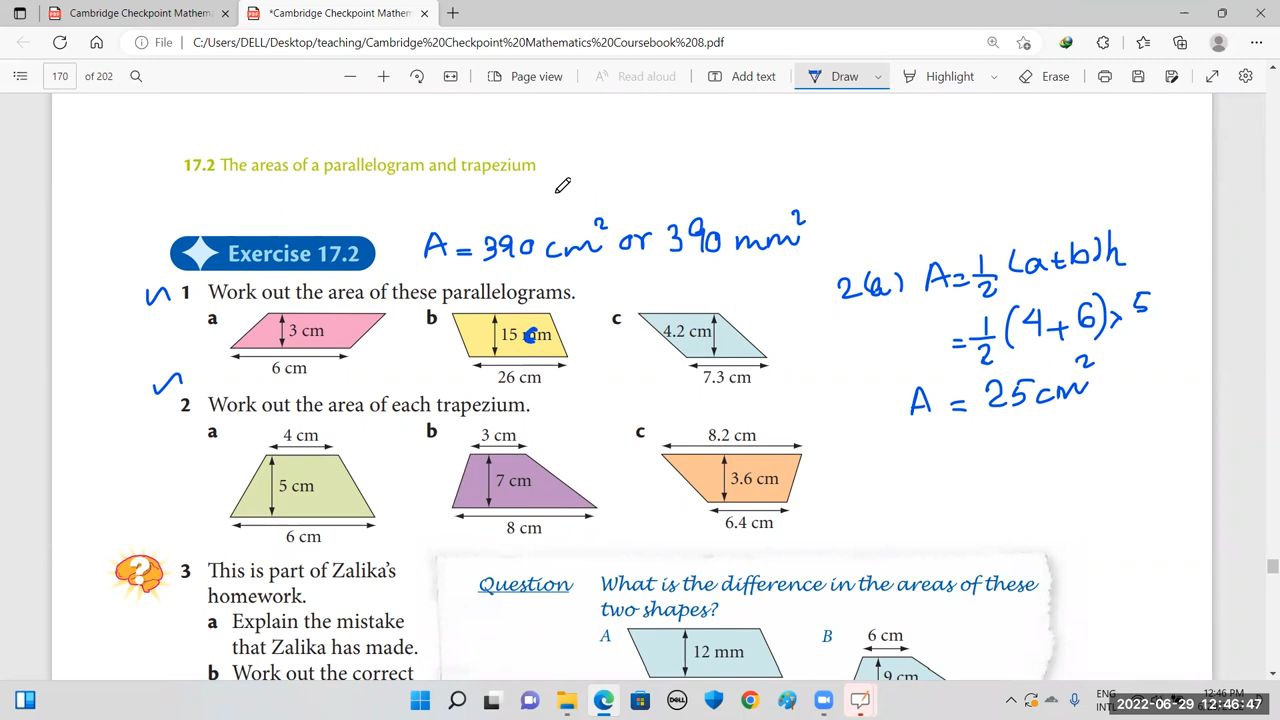 Cambridge Checkpoint Mathema
*Cambridge Checkpoint Mathem
File
C:/Users/DELL/Desktop/teaching/Cambridge%20Checkpoint%20Mathematics%20Coursebook%208.pdf
170 of 202
Page view
Read aloud
Add text
Draw
Highlight
Erase
17.2 The areas of a parallelogram and trapezium
Exercise 17.2
A = 390 cm² or 390 mm²
2(a) A = 1/2 (a+b)h
= 1/2 (4+6) × 5
A = 25 cm²
1 Work out the area of these parallelograms.
a 3 cm
6 cm
b 15 mm
26 cm
c 4.2 cm
7.3 cm
2 Work out the area of each trapezium.
a 4 cm
5 cm
6 cm
b 3 cm
7 cm
8 cm
c 8.2 cm
3.6 cm
6.4 cm
3 This is part of Zalika's
homework.
a Explain the mistake
that Zalika has made.
b Work out the correct
Question What is the difference in the areas of these
two shapes?
A 12 mm
B 6 cm
9 cm
DELL
ENG
INTL
12:46 PM
2022-06-29 12:46:47